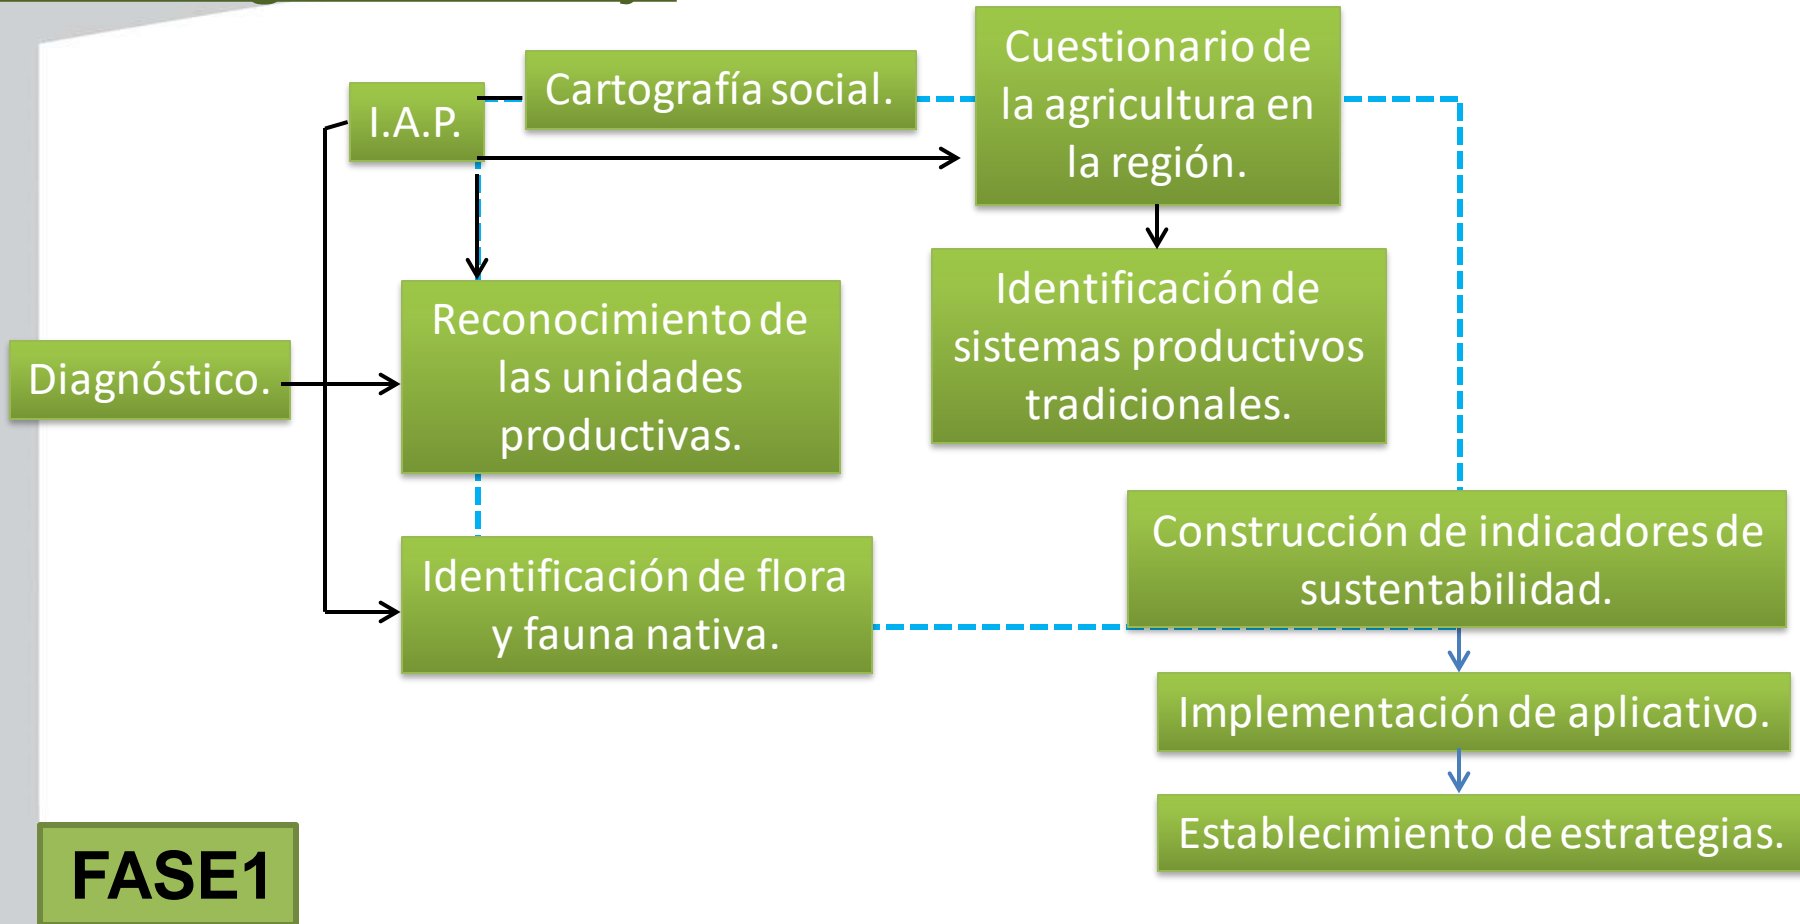 Cartografía social.
I.A.P.
Cuestionario de
la agricultura en
la región.
Identificación de
sistemas productivos
tradicionales.
Reconocimiento de
las unidades
productivas.
Diagnóstico.
Identificación de flora
y fauna nativa.
Construcción de indicadores de
sustentabilidad.
Implementación de aplicativo.
Establecimiento de estrategias.
FASE1